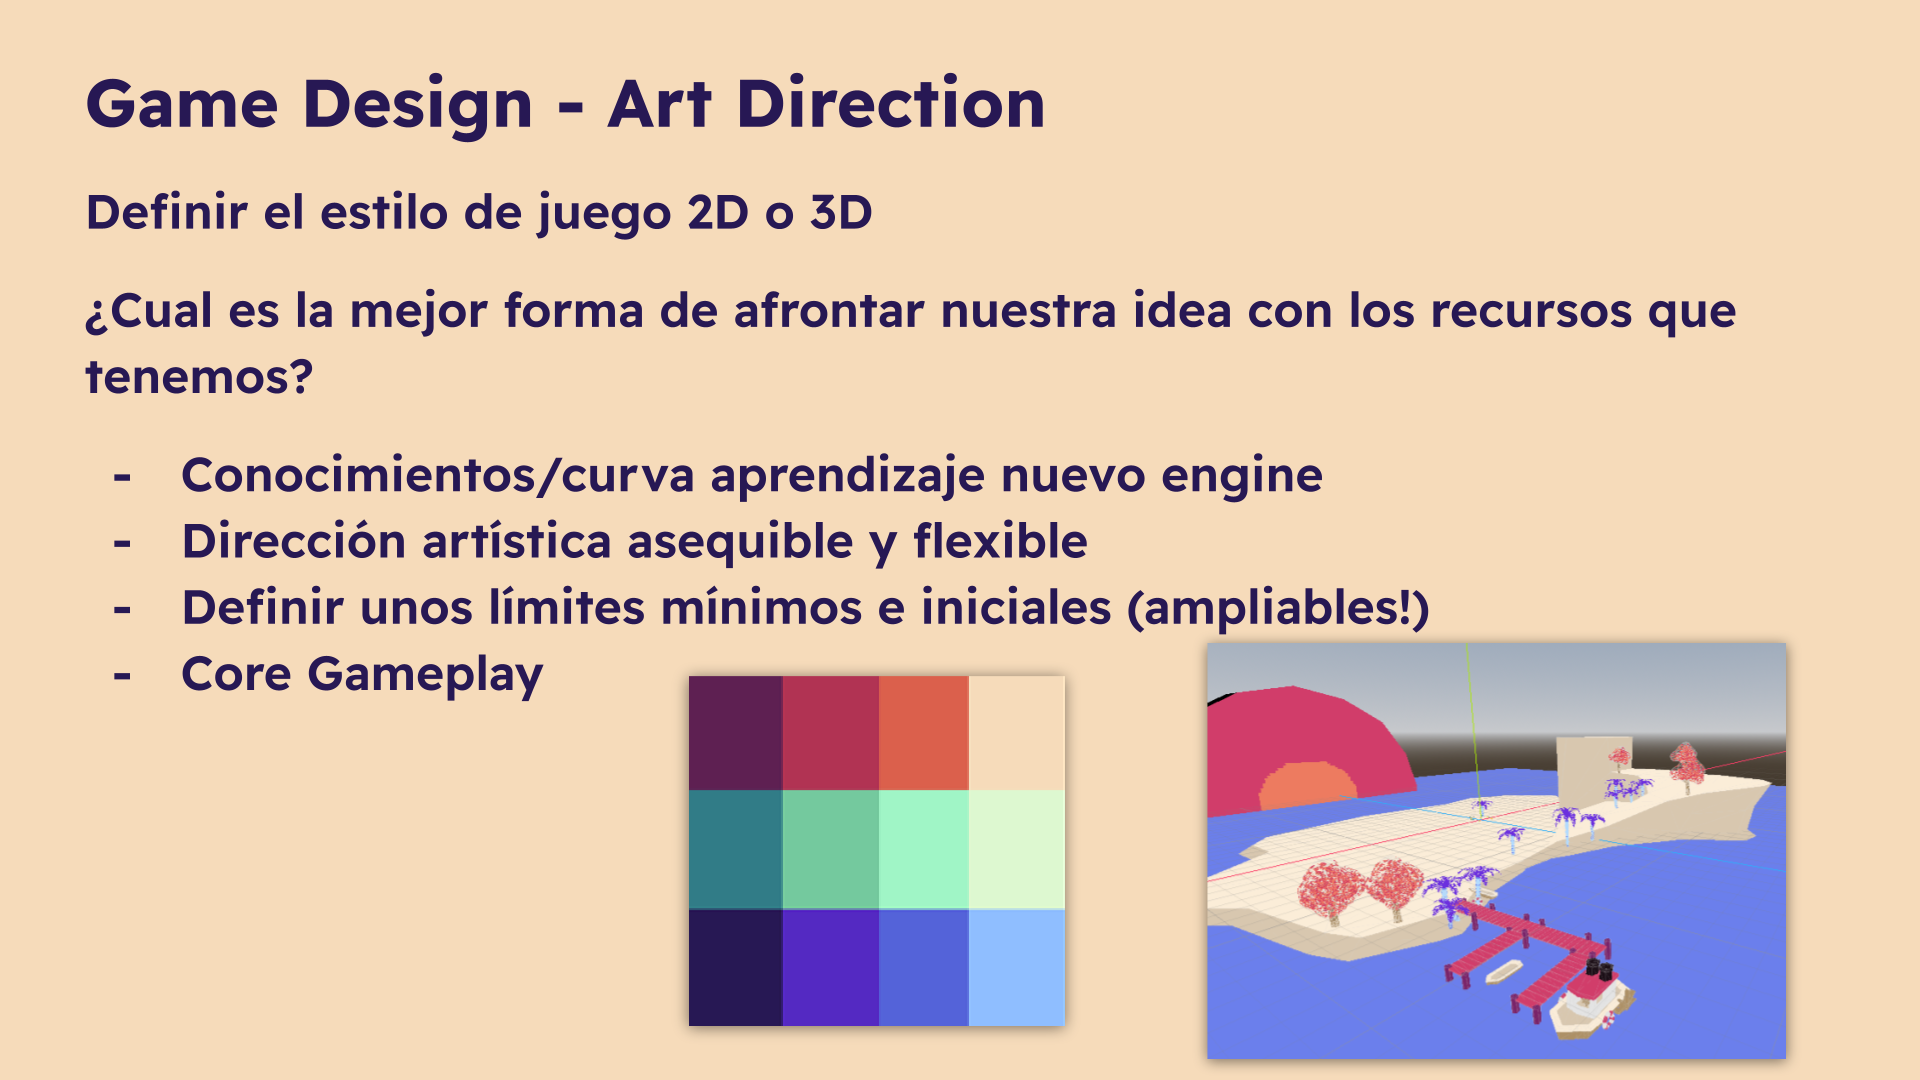 Game Design - Art Direction
Definir el estilo de juego 2D o 3D
¿Cual es la mejor forma de afrontar nuestra idea con los recursos que
tenemos?
- Conocimientos/curva aprendizaje nuevo engine
- Dirección artística asequible y flexible
- Definir unos límites mínimos e iniciales (ampliables!)
- Core Gameplay